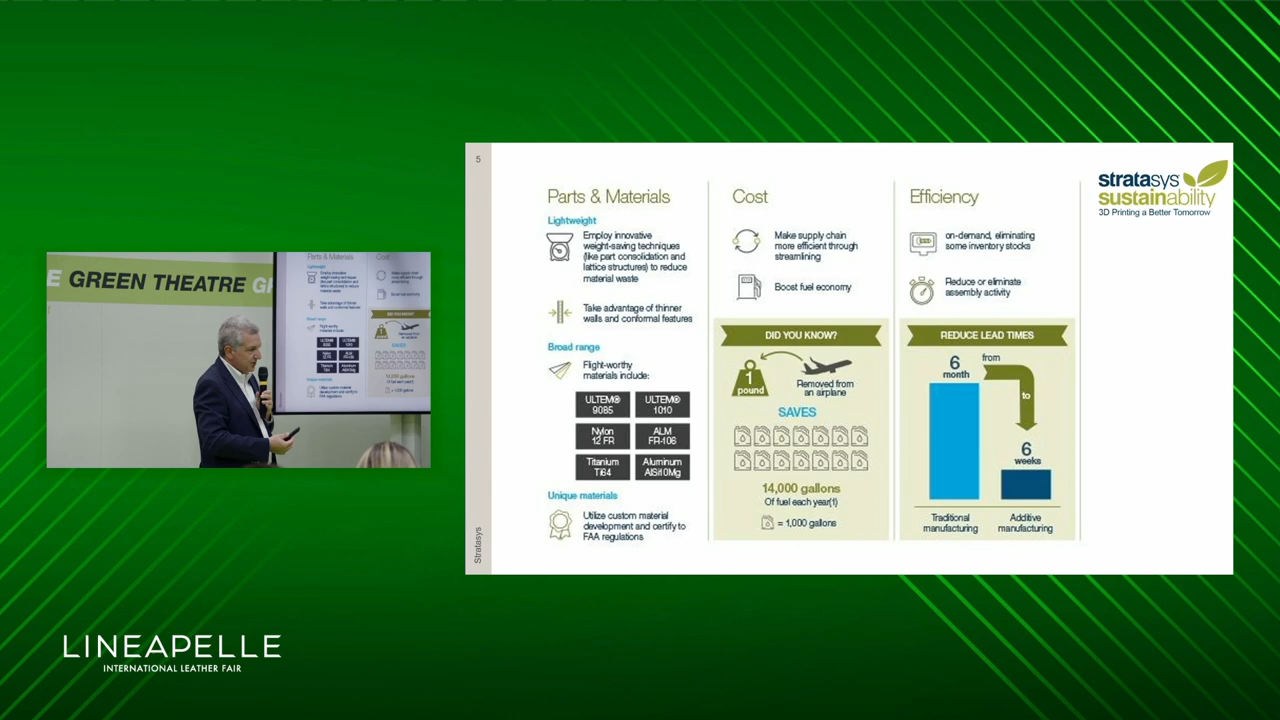 E GREEN THEATRE GR
Parts & Materials
Cost
LINEAPELLE
INTERNATIONAL LEATHER FAIR
5
Stratasys
stratasys
sustainability
3D Printing a Better Tomorrow
Parts & Materials
Lightweight
Employ innovative
weight-saving techniques
(like part consolidation and
lattice structures) to reduce
material waste
Take advantage of thinner
walls and conformal features
Broad range
Flight-worthy
materials include:
ULTEM®
9085
ULTEM®
1010
Nylon
12 FR
ALM
FR-106
Titanium
Ti64
Aluminum
AlSi10Mg
Unique materials
Utilize custom material
development and certify to
FAA regulations
Cost
Make supply chain
more efficient through
streamlining
Boost fuel economy
DID YOU KNOW?
1
pound
Removed from
an airplane
SAVES
14,000 gallons
Of fuel each year(1)
= 1,000 gallons
Efficiency
on-demand, eliminating
some inventory stocks
Reduce or eliminate
assembly activity
REDUCE LEAD TIMES
6
month
from
to
6
weeks
Traditional
manufacturing
Additive
manufacturing